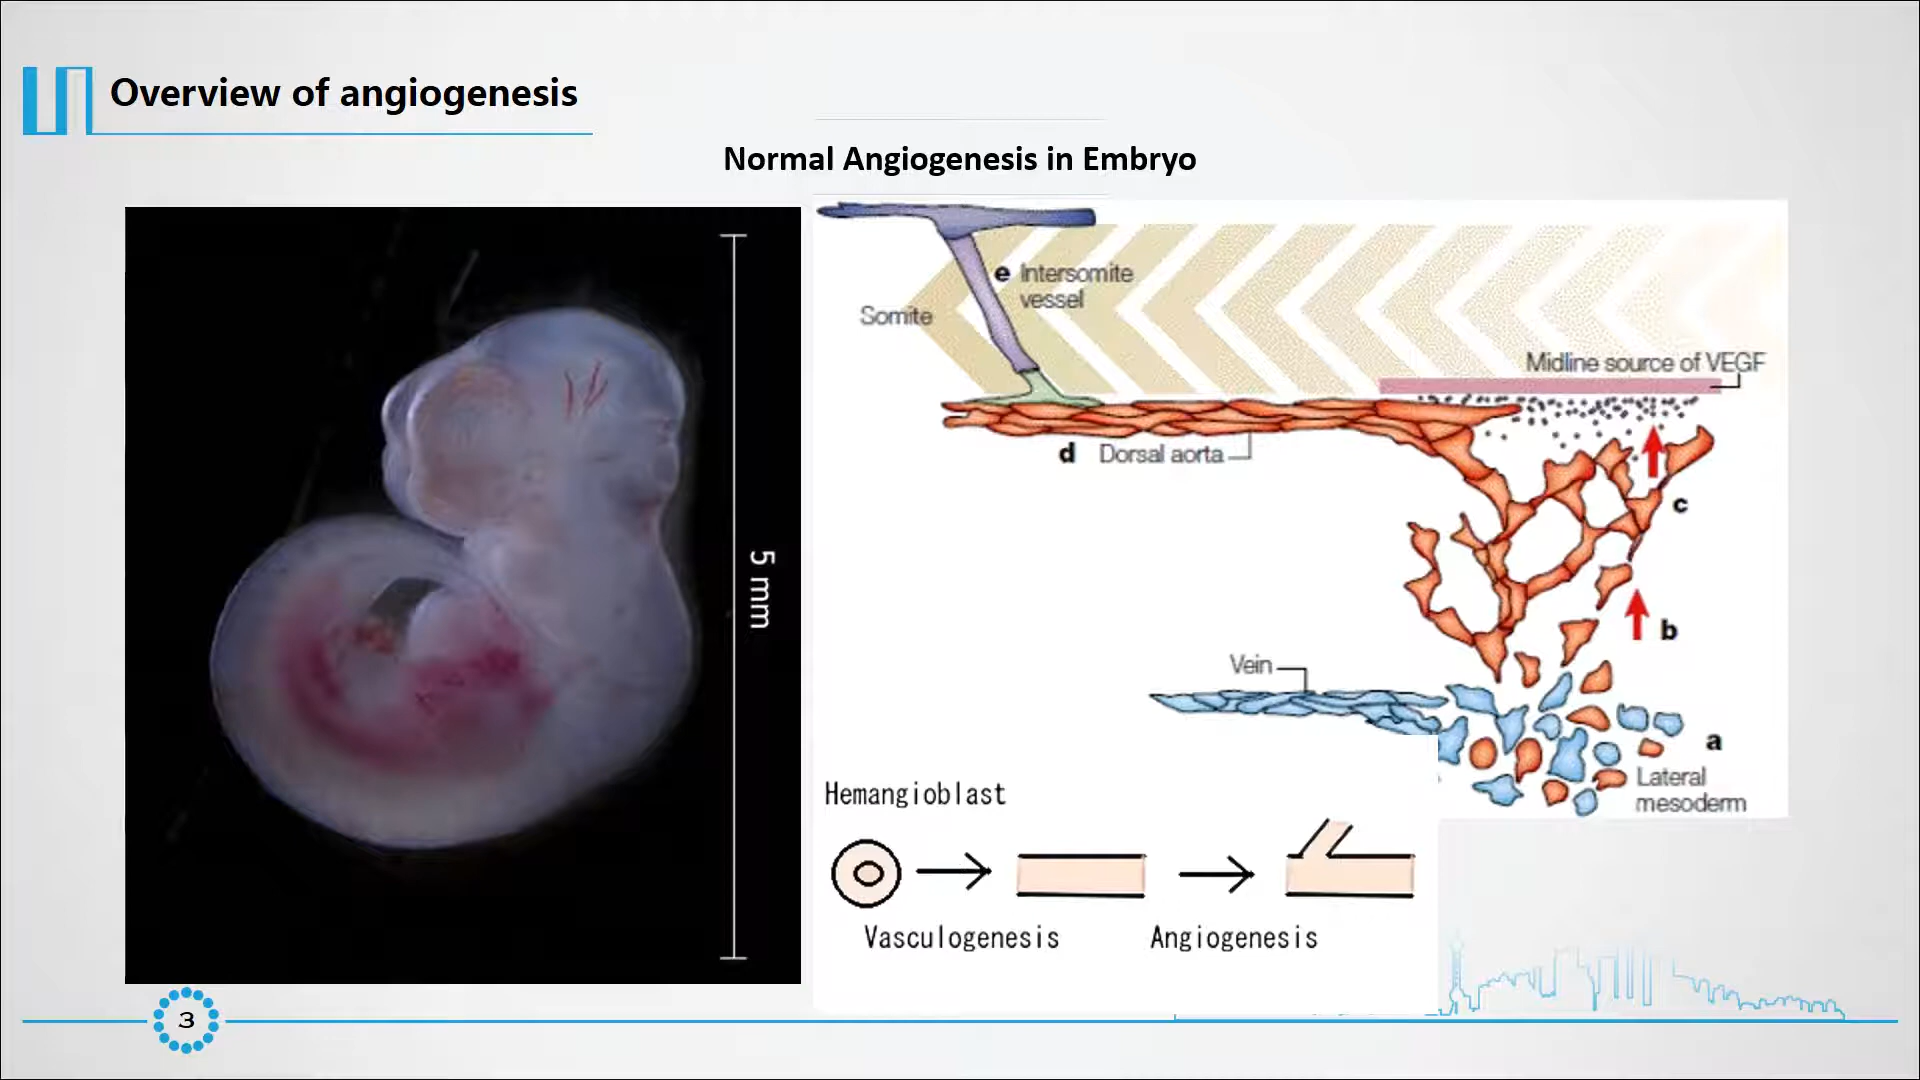 Overview of angiogenesis
Normal Angiogenesis in Embryo
5 mm
e Intersomite
vessel
Somite
Midline source of VEGF
d Dorsal aorta
c
b
Vein
a
Lateral
mesoderm
Hemangioblast
Vasculogenesis
Angiogenesis
3